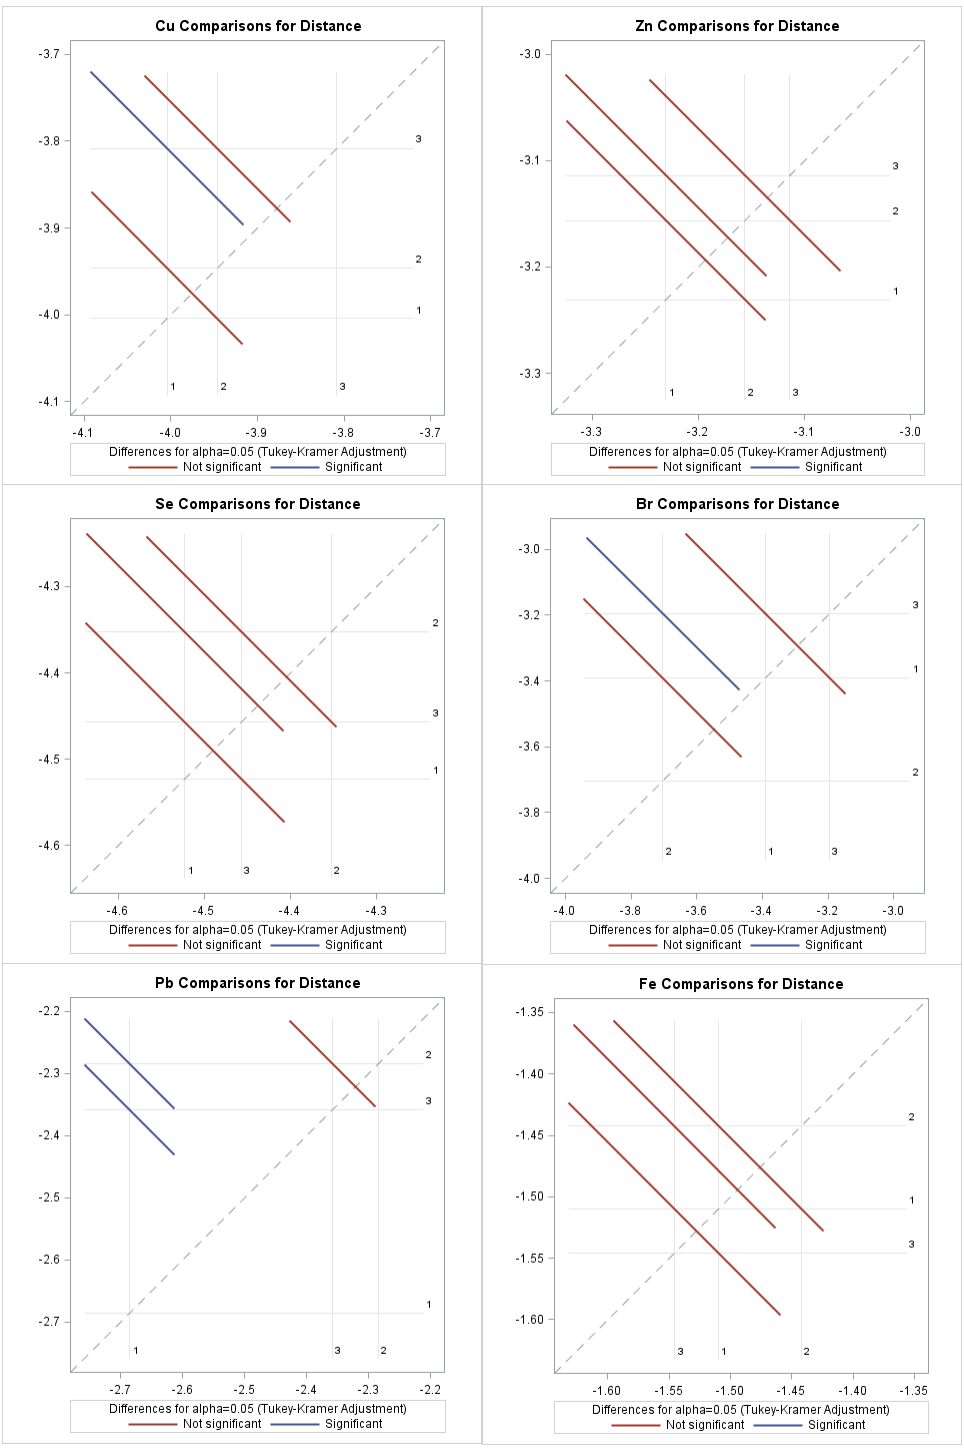 Cu Comparisons for Distance
-3.7
-3.8
-3.9
-4.0
-4.1
3
2
1
1 2 3
-4.1 -4.0 -3.9 -3.8 -3.7
Differences for alpha=0.05 (Tukey-Kramer Adjustment)
Not significant Significant
Zn Comparisons for Distance
-3.0
-3.1
-3.2
-3.3
3
2
1
1 2 3
-3.3 -3.2 -3.1 -3.0
Differences for alpha=0.05 (Tukey-Kramer Adjustment)
Not significant Significant
Se Comparisons for Distance
-4.3
-4.4
-4.5
-4.6
2
3
1
1 3 2
-4.6 -4.5 -4.4 -4.3
Differences for alpha=0.05 (Tukey-Kramer Adjustment)
Not significant Significant
Br Comparisons for Distance
-3.0
-3.2
-3.4
-3.6
-3.8
-4.0
3
1
2
2 1 3
-4.0 -3.8 -3.6 -3.4 -3.2 -3.0
Differences for alpha=0.05 (Tukey-Kramer Adjustment)
Not significant Significant
Pb Comparisons for Distance
-2.2
-2.3
-2.4
-2.5
-2.6
-2.7
2
3
1
1 3 2
-2.7 -2.6 -2.5 -2.4 -2.3 -2.2
Differences for alpha=0.05 (Tukey-Kramer Adjustment)
Not significant Significant
Fe Comparisons for Distance
-1.35
-1.40
-1.45
-1.50
-1.55
-1.60
2
1
3
3 1 2
-1.60 -1.55 -1.50 -1.45 -1.40 -1.35
Differences for alpha=0.05 (Tukey-Kramer Adjustment)
Not significant Significant